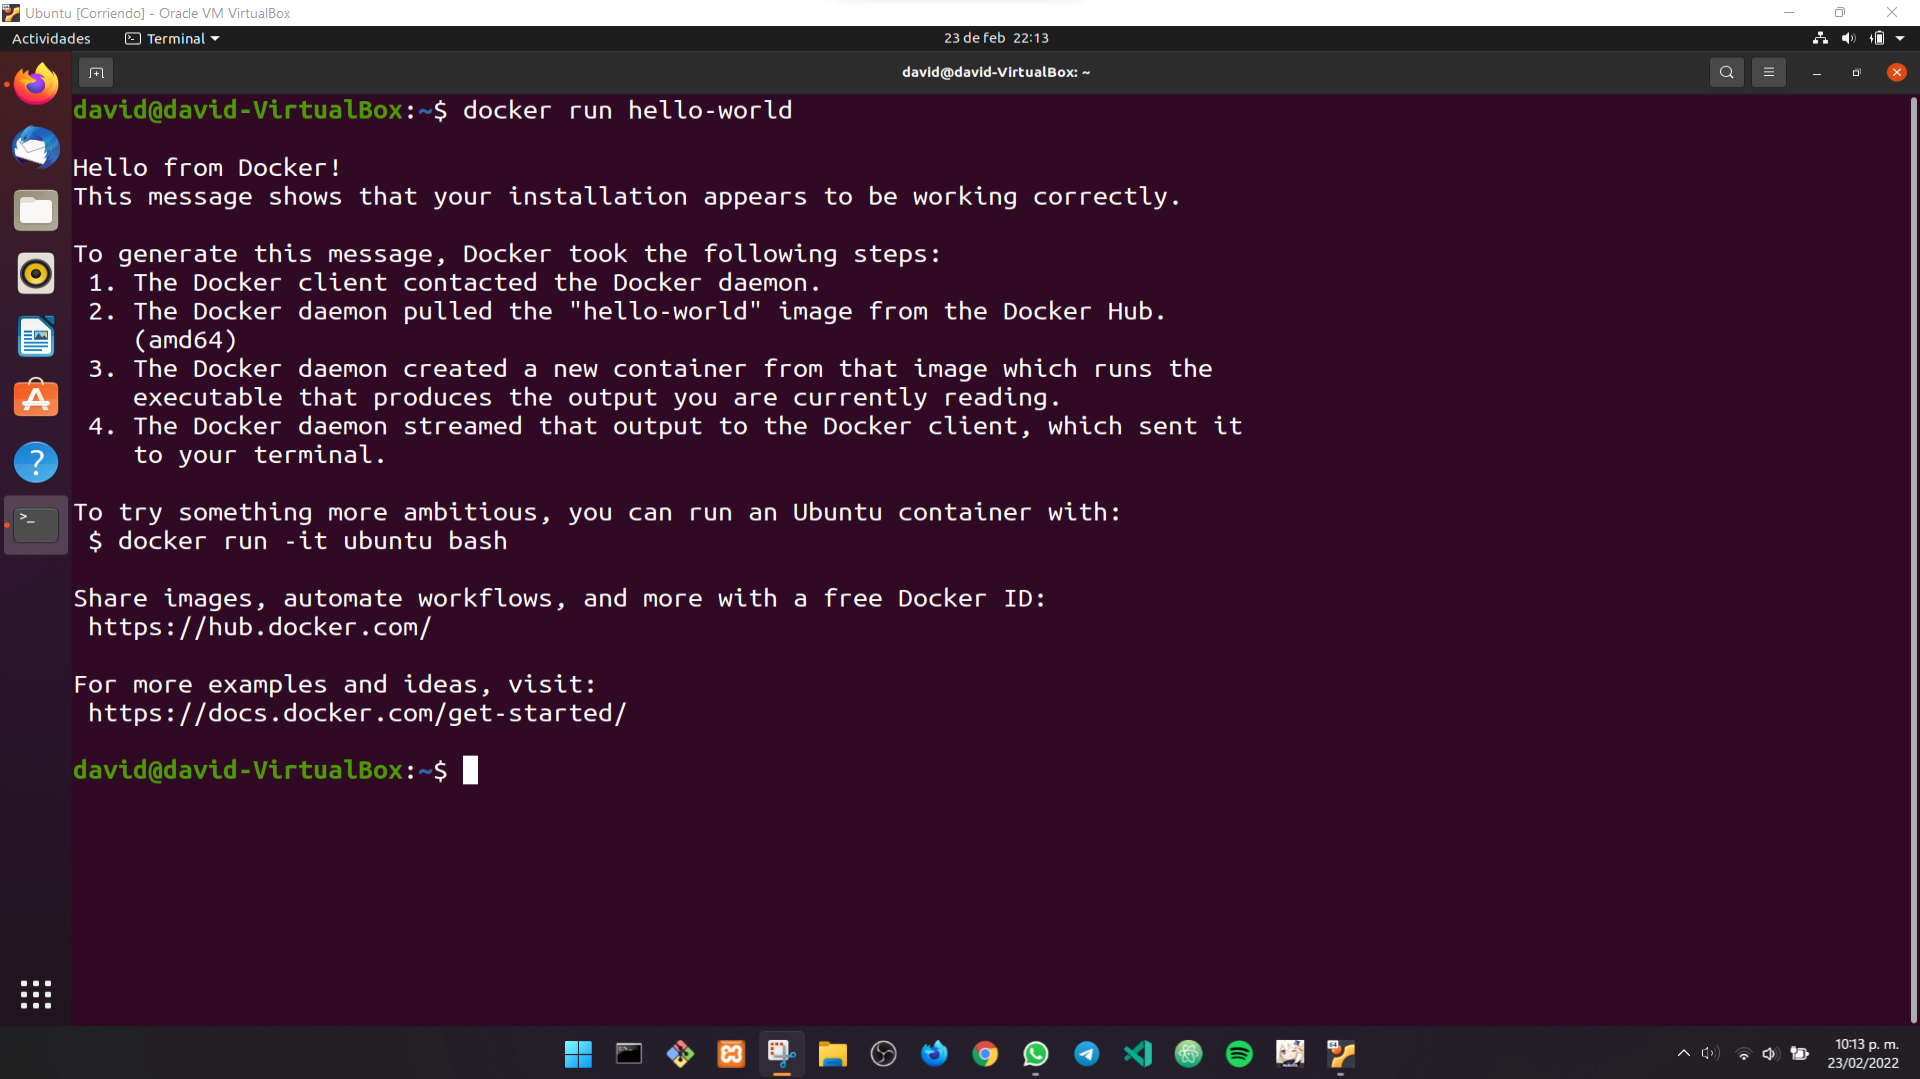 Ubuntu [Corriendo] - Oracle VM VirtualBox
Actividades Terminal 23 de feb 22:13
david@david-VirtualBox: ~
david@david-VirtualBox:~$ docker run hello-world
Hello from Docker!
This message shows that your installation appears to be working correctly.
To generate this message, Docker took the following steps:
1. The Docker client contacted the Docker daemon.
2. The Docker daemon pulled the "hello-world" image from the Docker Hub.
(amd64)
3. The Docker daemon created a new container from that image which runs the
executable that produces the output you are currently reading.
4. The Docker daemon streamed that output to the Docker client, which sent it
to your terminal.
To try something more ambitious, you can run an Ubuntu container with:
$ docker run -it ubuntu bash
Share images, automate workflows, and more with a free Docker ID:
https://hub.docker.com/
For more examples and ideas, visit:
https://docs.docker.com/get-started/
david@david-VirtualBox:~$
10:13 p. m.
23/02/2022